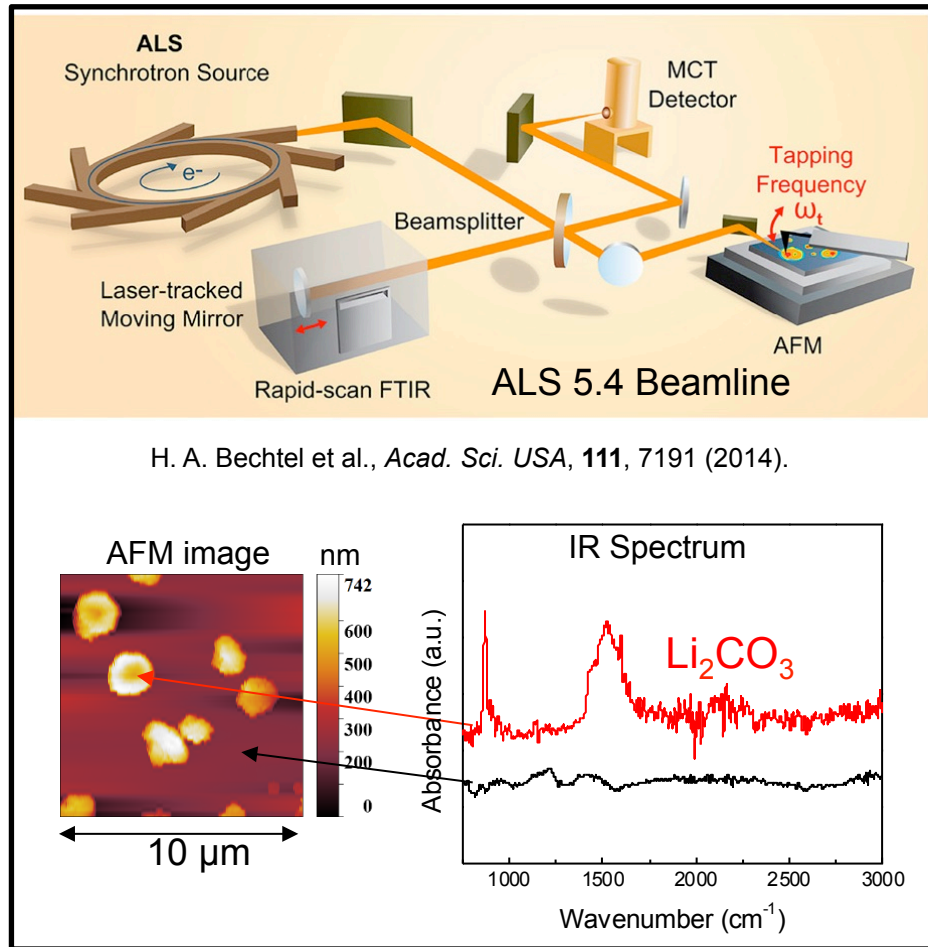 ALS
Synchrotron Source
MCT
Detector
Tapping
Frequency
ωt
e-
Beamsplitter
Laser-tracked
Moving Mirror
AFM
Rapid-scan FTIR
ALS 5.4 Beamline
H. A. Bechtel et al., Acad. Sci. USA, 111, 7191 (2014).
AFM image
nm
742
600
500
400
300
200
100
0
10 µm
IR Spectrum
Li2CO3
Absorbance (a.u.)
1000 1500 2000 2500 3000
Wavenumber (cm-1)